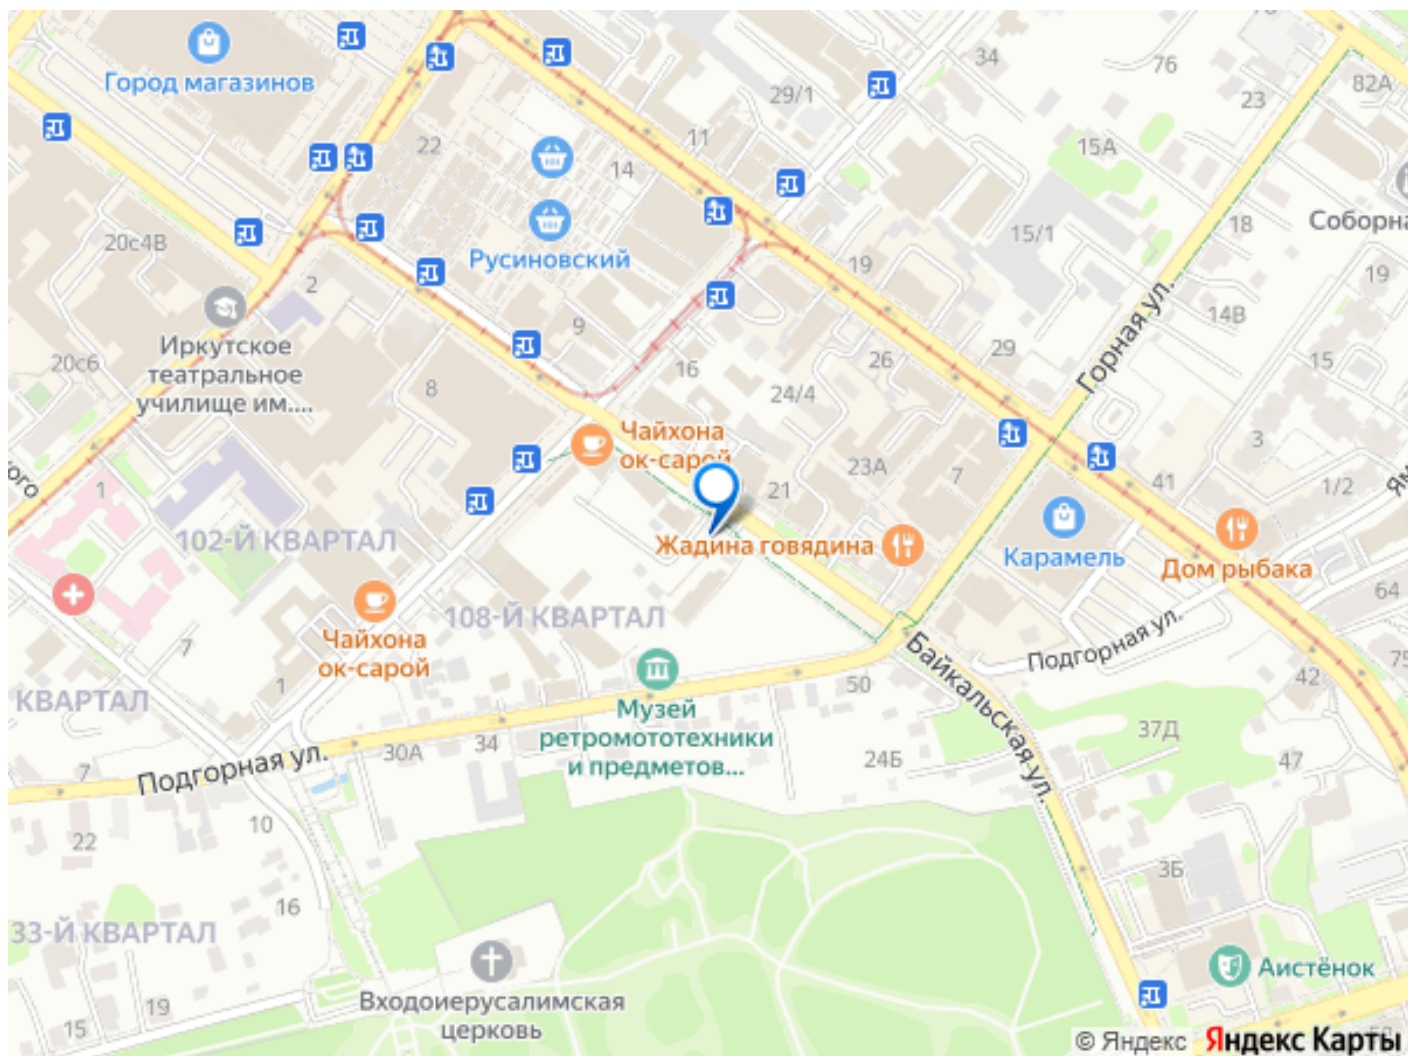 Город магазинов
34
76
82А
29/1
23
22
11
14
15А
20с4В
Русиновский
18
Соборна
15/1
19
19
2
14В
9
Горная ул.
Иркутское
театральное
училище им....
20с6
16
26
29
15
8
24/4
Чайхона
ок-сарой
3
23А
7
41
1/2
Ям
ого
1
21
102-Й КВАРТАЛ
Жадина говядина
Карамель
Дом рыбака
64
108-Й КВАРТАЛ
Чайхона
ок-сарой
7
Подгорная ул.
Байкальская ул.
75
42
1
50
КВАРТАЛ
Музей
ретромототехники
и предметов...
37Д
34
30А
24Б
47
Подгорная ул.
7
10
22
3Б
16
33-Й КВАРТАЛ
Аистёнок
Входоиерусалимская
церковь
19
15
© Яндекс Яндекс Карты